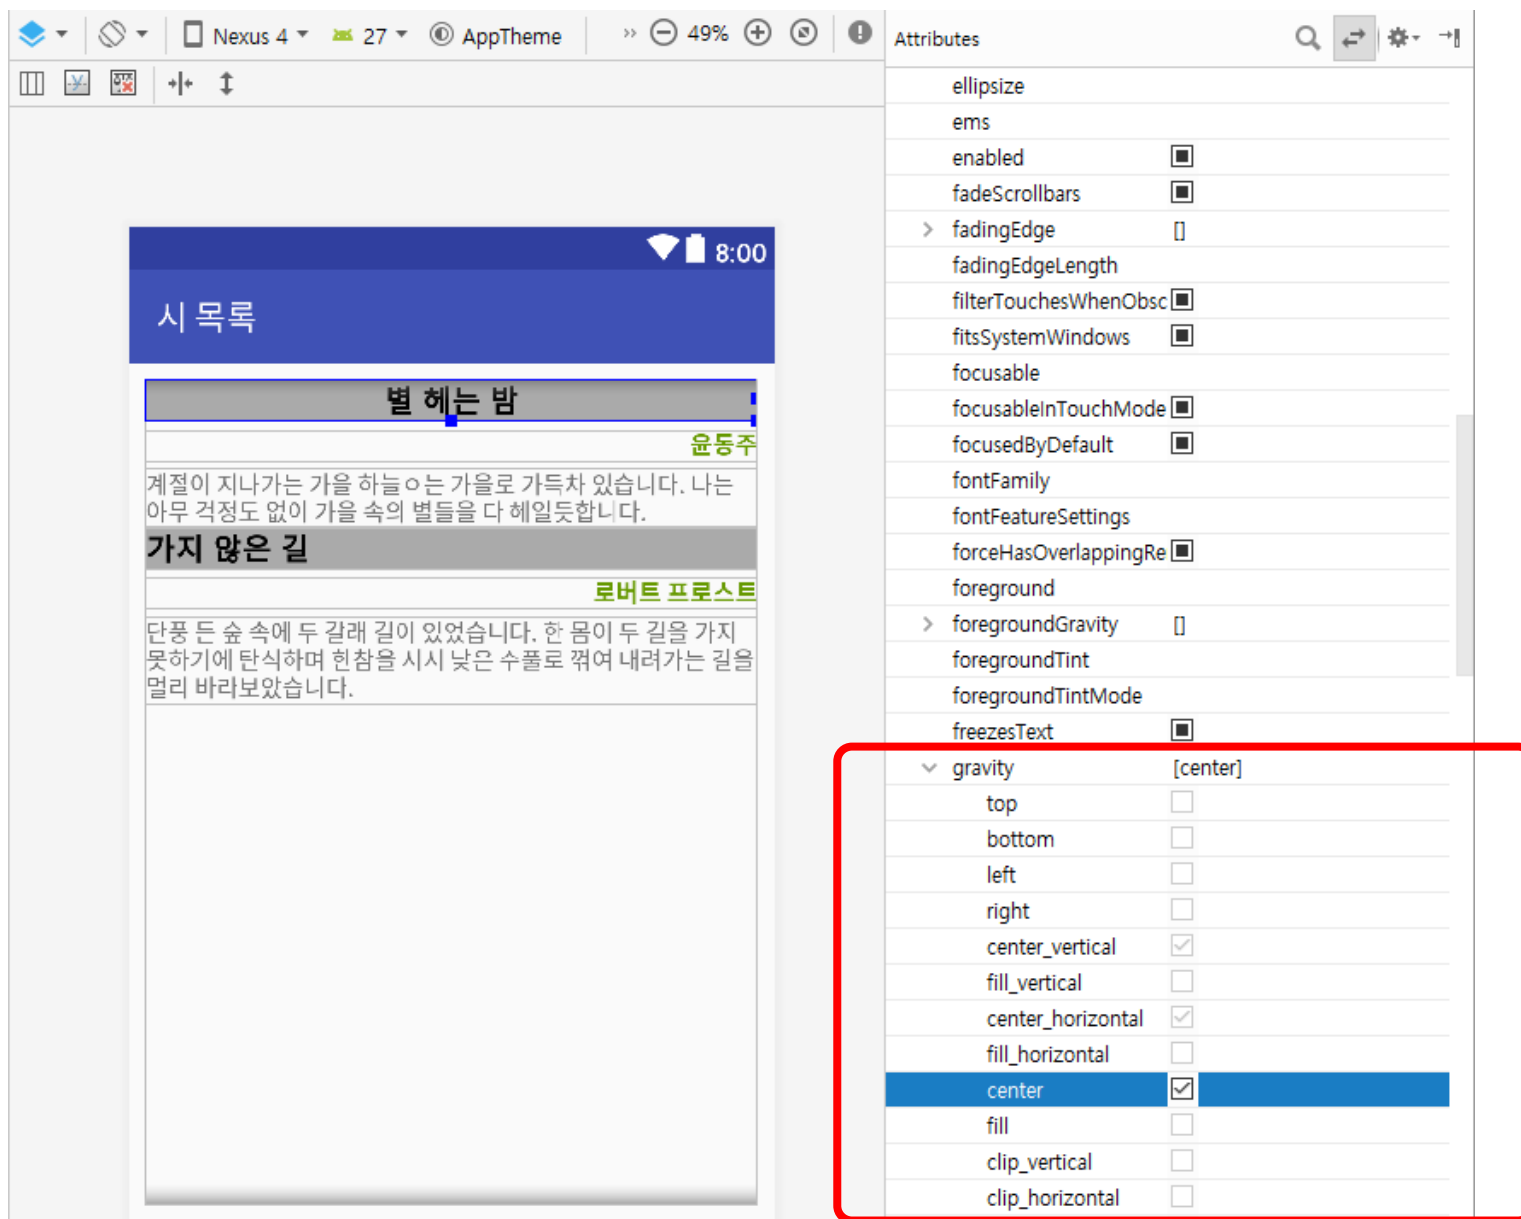 Nexus 4
27
AppTheme
49%
Attributes
8:00
시 목록
별 헤는 밤
윤동주
계절이 지나가는 가을 하늘ㅇ는 가을로 가득차 있습니다. 나는
아무 걱정도 없이 가을 속의 별들을 다 헤일듯합니다.
가지 않은 길
로버트 프로스트
단풍 든 숲 속에 두 갈래 길이 있었습니다. 한 몸이 두 길을 가지
못하기에 탄식하며 힌참을 시시 낮은 수풀로 꺾여 내려가는 길을
멀리 바라보았습니다.
ellipsize
ems
enabled
fadeScrollbars
fadingEdge []
fadingEdgeLength
filterTouchesWhenObsc
fitsSystemWindows
focusable
focusableInTouchMode
focusedByDefault
fontFamily
fontFeatureSettings
forceHasOverlappingRe
foreground
foregroundGravity []
foregroundTint
foregroundTintMode
freezesText
gravity [center]
top
bottom
left
right
center_vertical
fill_vertical
center_horizontal
fill_horizontal
center
fill
clip_vertical
clip_horizontal